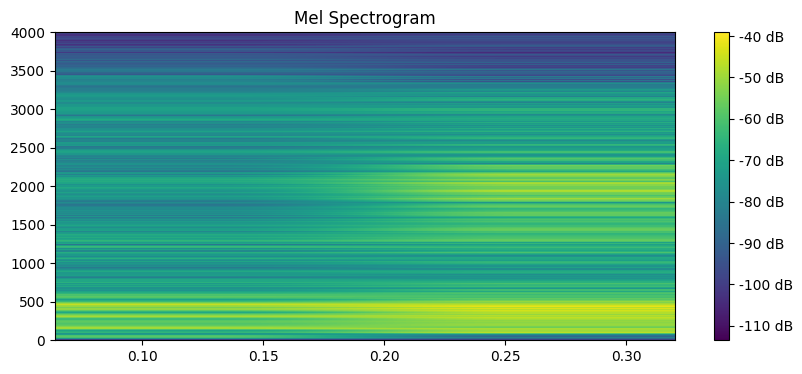 Mel Spectrogram
4000
3500
3000
2500
2000
1500
1000
500
0
0.10 0.15 0.20 0.25 0.30
-40 dB
-50 dB
-60 dB
-70 dB
-80 dB
-90 dB
-100 dB
-110 dB